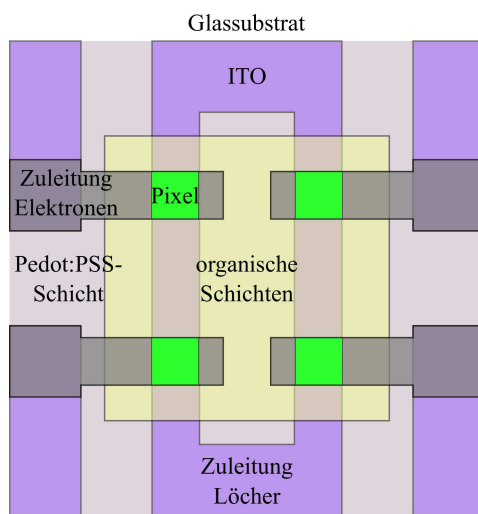 Glassubstrat
ITO
Zuleitung
Elektronen
Pixel
Pedot:PSS-
Schicht
organische
Schichten
Zuleitung
Löcher